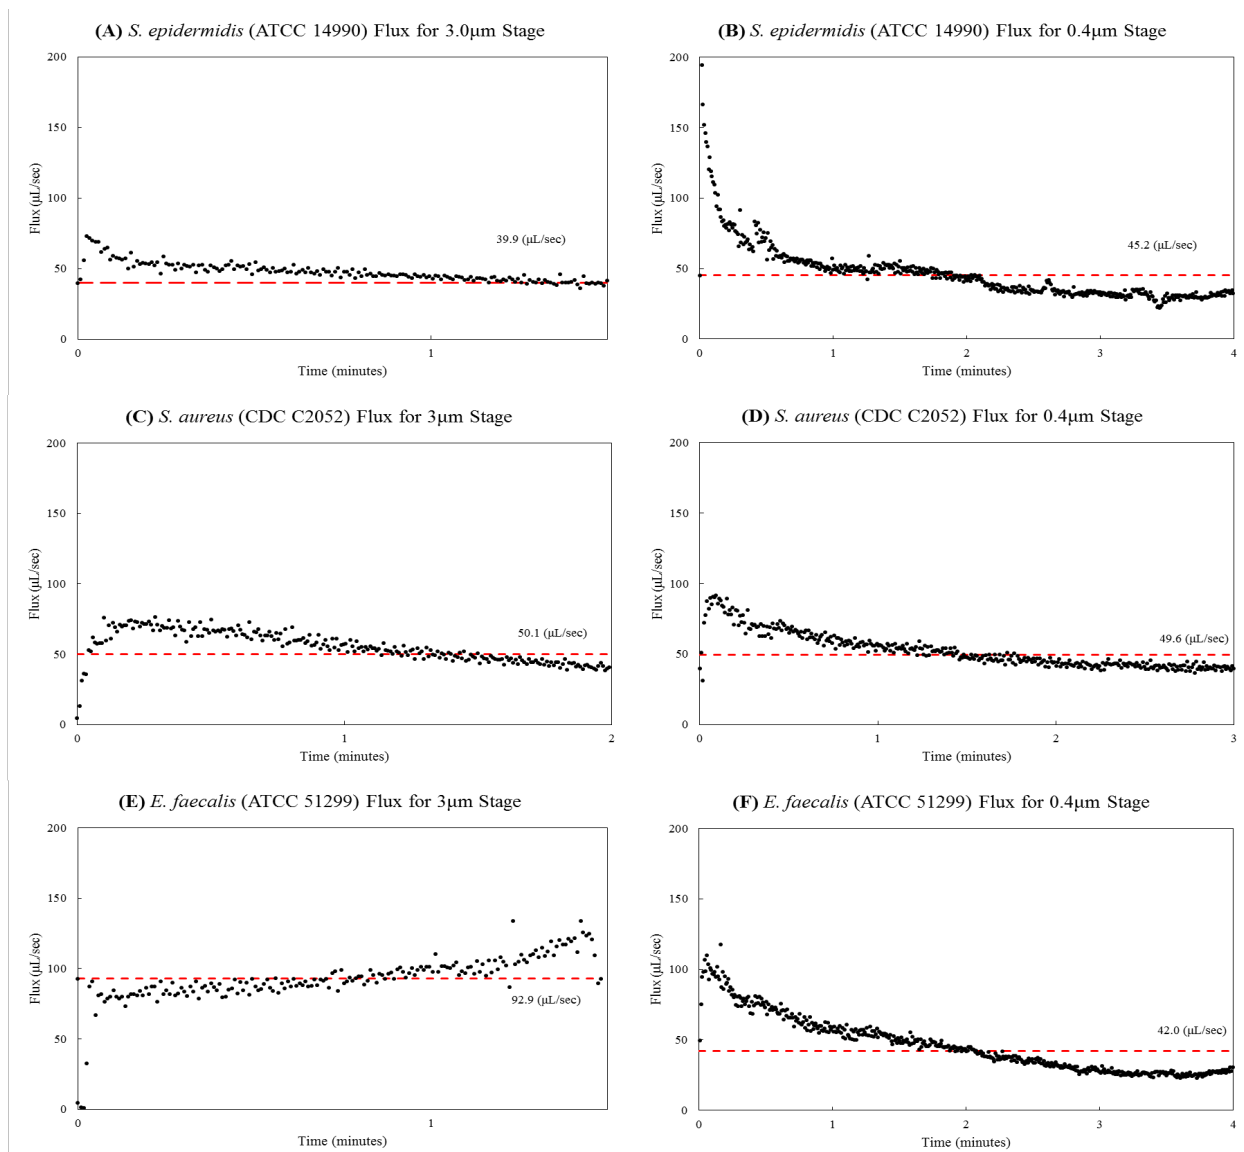 (A) S. epidermidis (ATCC 14990) Flux for 3.0µm Stage
200
150
100
50
0
Flux (µL/sec)
39.9 (µL/sec)
0
1
Time (minutes)
(B) S. epidermidis (ATCC 14990) Flux for 0.4µm Stage
200
150
100
50
0
Flux (µL/sec)
45.2 (µL/sec)
0
1
2
3
4
Time (minutes)
(C) S. aureus (CDC C2052) Flux for 3µm Stage
200
150
100
50
0
Flux (µL/sec)
50.1 (µL/sec)
0
1
2
Time (minutes)
(D) S. aureus (CDC C2052) Flux for 0.4µm Stage
200
150
100
50
0
Flux (µL/sec)
49.6 (µL/sec)
0
1
2
3
Time (minutes)
(E) E. faecalis (ATCC 51299) Flux for 3µm Stage
200
150
100
50
0
Flux (µL/sec)
92.9 (µL/sec)
0
1
Time (minutes)
(F) E. faecalis (ATCC 51299) Flux for 0.4µm Stage
200
150
100
50
0
Flux (µL/sec)
42.0 (µL/sec)
0
1
2
3
4
Time (minutes)